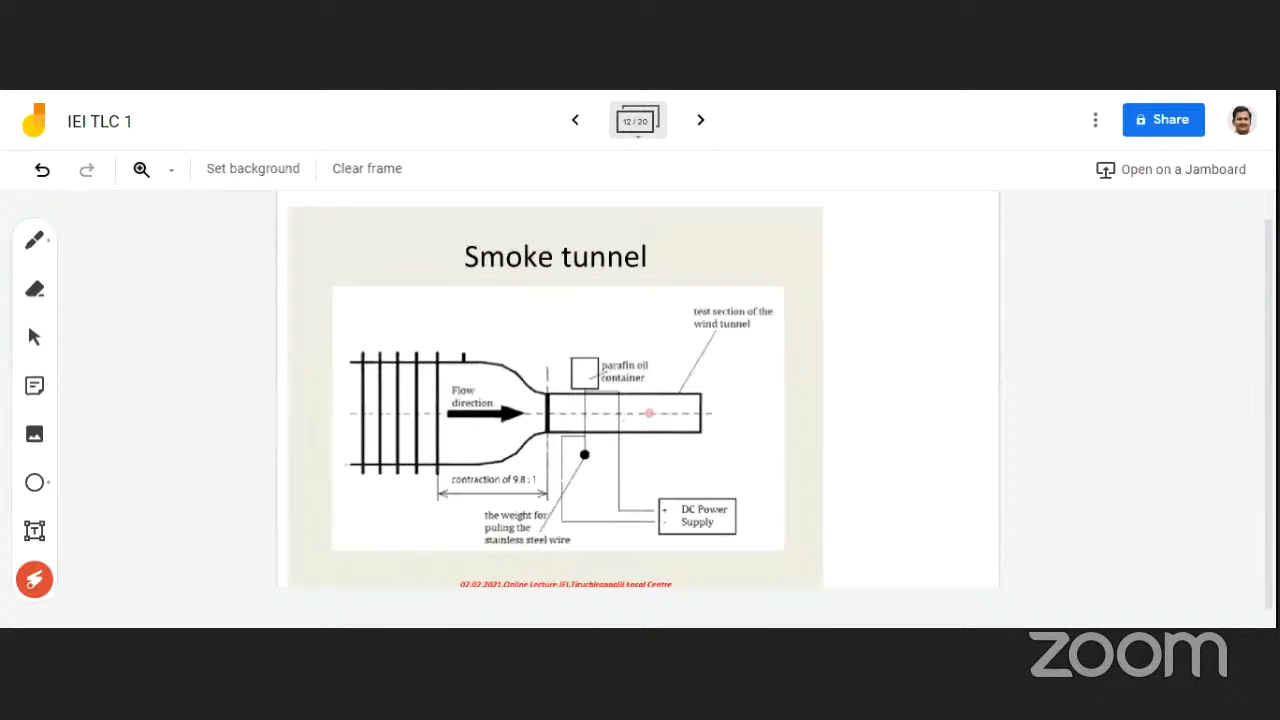 IEI TLC 1
12 / 20
Share
Set background
Clear frame
Open on a Jamboard
Smoke tunnel
test section of the
wind tunnel
parafin oil
container
Flow
direction
contraction of 9.8 : 1
the weight for
puling the
stainless steel wire
+ DC Power
- Supply
02.02.2021,Online Lecture,IEI,Tiruchirappalli Local Centre
zoom